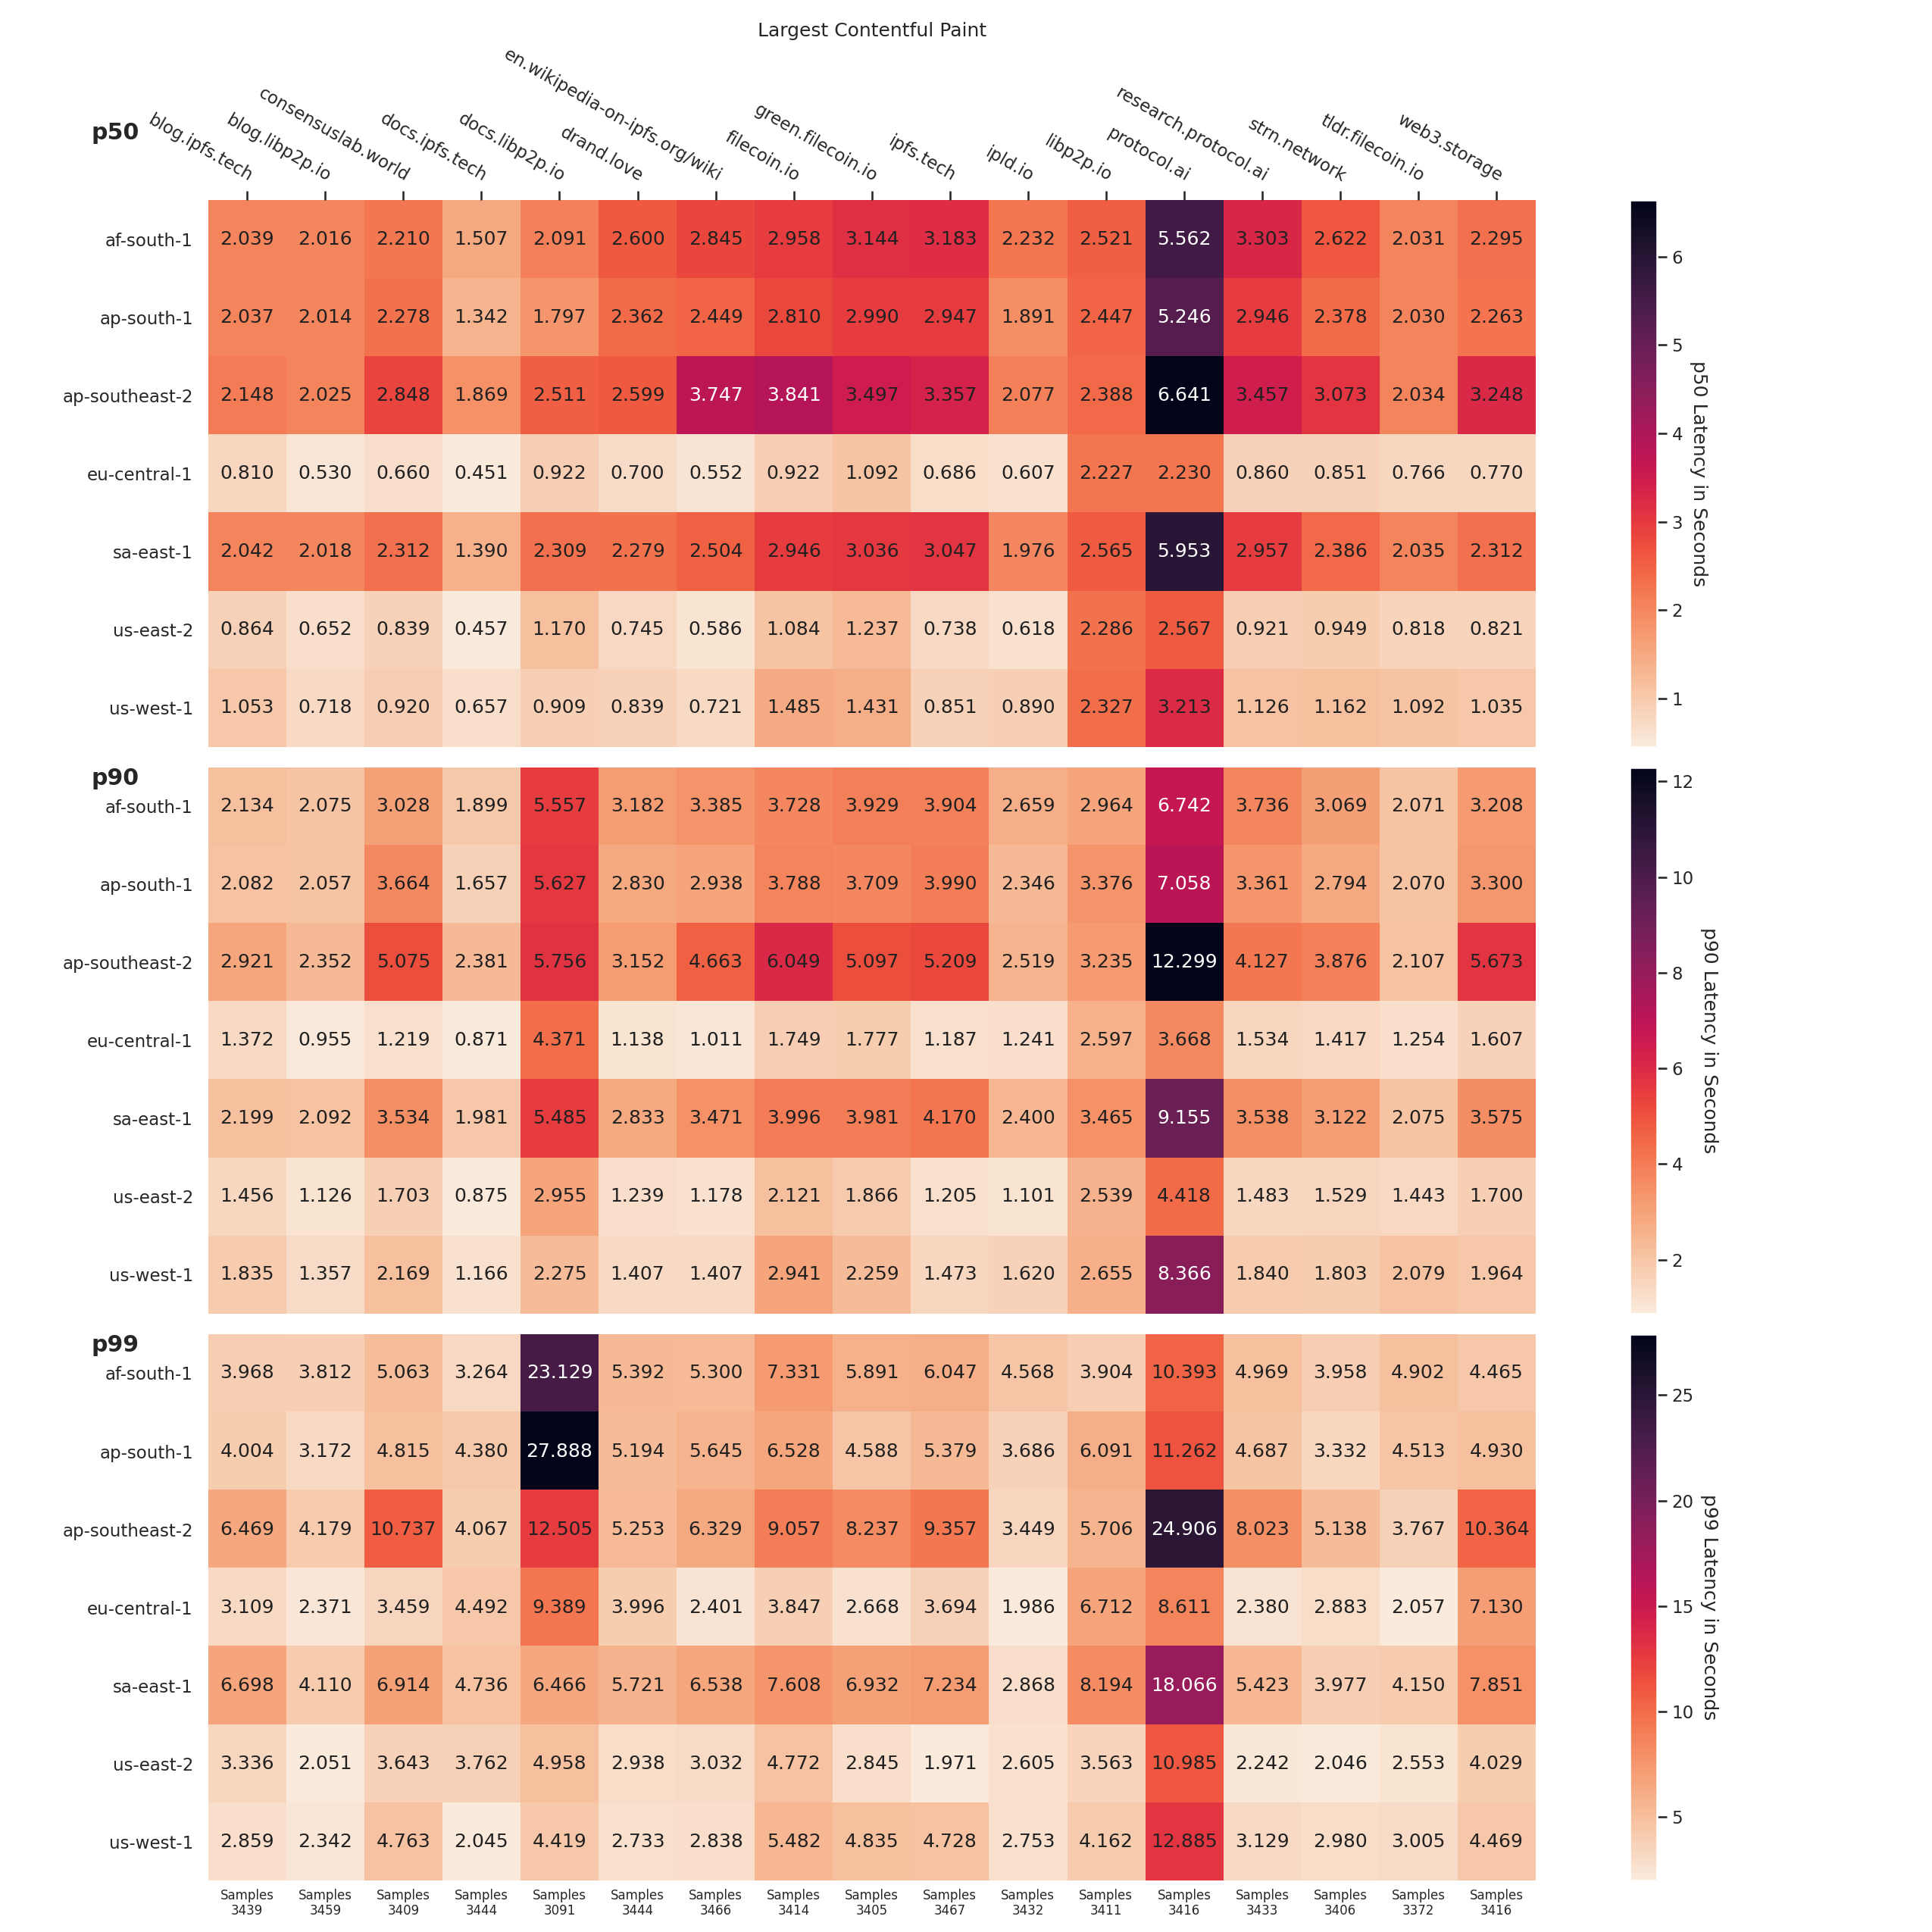 Largest Contentful Paint
p50
blog.ipfs.tech
blog.libp2p.io
consensuslab.world
docs.ipfs.tech
docs.libp2p.io
drand.love
en.wikipedia-on-ipfs.org/wiki
filecoin.io
green.filecoin.io
ipfs.tech
ipld.io
libp2p.io
protocol.ai
research.protocol.ai
strn.network
tldr.filecoin.io
web3.storage
af-south-1 2.039 2.016 2.210 1.507 2.091 2.600 2.845 2.958 3.144 3.183 2.232 2.521 5.562 3.303 2.622 2.031 2.295
ap-south-1 2.037 2.014 2.278 1.342 1.797 2.362 2.449 2.810 2.990 2.947 1.891 2.447 5.246 2.946 2.378 2.030 2.263
ap-southeast-2 2.148 2.025 2.848 1.869 2.511 2.599 3.747 3.841 3.497 3.357 2.077 2.388 6.641 3.457 3.073 2.034 3.248
eu-central-1 0.810 0.530 0.660 0.451 0.922 0.700 0.552 0.922 1.092 0.686 0.607 2.227 2.230 0.860 0.851 0.766 0.770
sa-east-1 2.042 2.018 2.312 1.390 2.309 2.279 2.504 2.946 3.036 3.047 1.976 2.565 5.953 2.957 2.386 2.035 2.312
us-east-2 0.864 0.652 0.839 0.457 1.170 0.745 0.586 1.084 1.237 0.738 0.618 2.286 2.567 0.921 0.949 0.818 0.821
us-west-1 1.053 0.718 0.920 0.657 0.909 0.839 0.721 1.485 1.431 0.851 0.890 2.327 3.213 1.126 1.162 1.092 1.035
6
5
4
3
2
1
p50 Latency in Seconds
p90
af-south-1 2.134 2.075 3.028 1.899 5.557 3.182 3.385 3.728 3.929 3.904 2.659 2.964 6.742 3.736 3.069 2.071 3.208
ap-south-1 2.082 2.057 3.664 1.657 5.627 2.830 2.938 3.788 3.709 3.990 2.346 3.376 7.058 3.361 2.794 2.070 3.300
ap-southeast-2 2.921 2.352 5.075 2.381 5.756 3.152 4.663 6.049 5.097 5.209 2.519 3.235 12.299 4.127 3.876 2.107 5.673
eu-central-1 1.372 0.955 1.219 0.871 4.371 1.138 1.011 1.749 1.777 1.187 1.241 2.597 3.668 1.534 1.417 1.254 1.607
sa-east-1 2.199 2.092 3.534 1.981 5.485 2.833 3.471 3.996 3.981 4.170 2.400 3.465 9.155 3.538 3.122 2.075 3.575
us-east-2 1.456 1.126 1.703 0.875 2.955 1.239 1.178 2.121 1.866 1.205 1.101 2.539 4.418 1.483 1.529 1.443 1.700
us-west-1 1.835 1.357 2.169 1.166 2.275 1.407 1.407 2.941 2.259 1.473 1.620 2.655 8.366 1.840 1.803 2.079 1.964
12
10
8
6
4
2
p90 Latency in Seconds
p99
af-south-1 3.968 3.812 5.063 3.264 23.129 5.392 5.300 7.331 5.891 6.047 4.568 3.904 10.393 4.969 3.958 4.902 4.465
ap-south-1 4.004 3.172 4.815 4.380 27.888 5.194 5.645 6.528 4.588 5.379 3.686 6.091 11.262 4.687 3.332 4.513 4.930
ap-southeast-2 6.469 4.179 10.737 4.067 12.505 5.253 6.329 9.057 8.237 9.357 3.449 5.706 24.906 8.023 5.138 3.767 10.364
eu-central-1 3.109 2.371 3.459 4.492 9.389 3.996 2.401 3.847 2.668 3.694 1.986 6.712 8.611 2.380 2.883 2.057 7.130
sa-east-1 6.698 4.110 6.914 4.736 6.466 5.721 6.538 7.608 6.932 7.234 2.868 8.194 18.066 5.423 3.977 4.150 7.851
us-east-2 3.336 2.051 3.643 3.762 4.958 2.938 3.032 4.772 2.845 1.971 2.605 3.563 10.985 2.242 2.046 2.553 4.029
us-west-1 2.859 2.342 4.763 2.045 4.419 2.733 2.838 5.482 4.835 4.728 2.753 4.162 12.885 3.129 2.980 3.005 4.469
25
20
15
10
5
p99 Latency in Seconds
Samples Samples Samples Samples Samples Samples Samples Samples Samples Samples Samples Samples Samples Samples Samples Samples Samples
3439 3459 3409 3444 3091 3444 3466 3414 3405 3467 3432 3411 3416 3433 3406 3372 3416